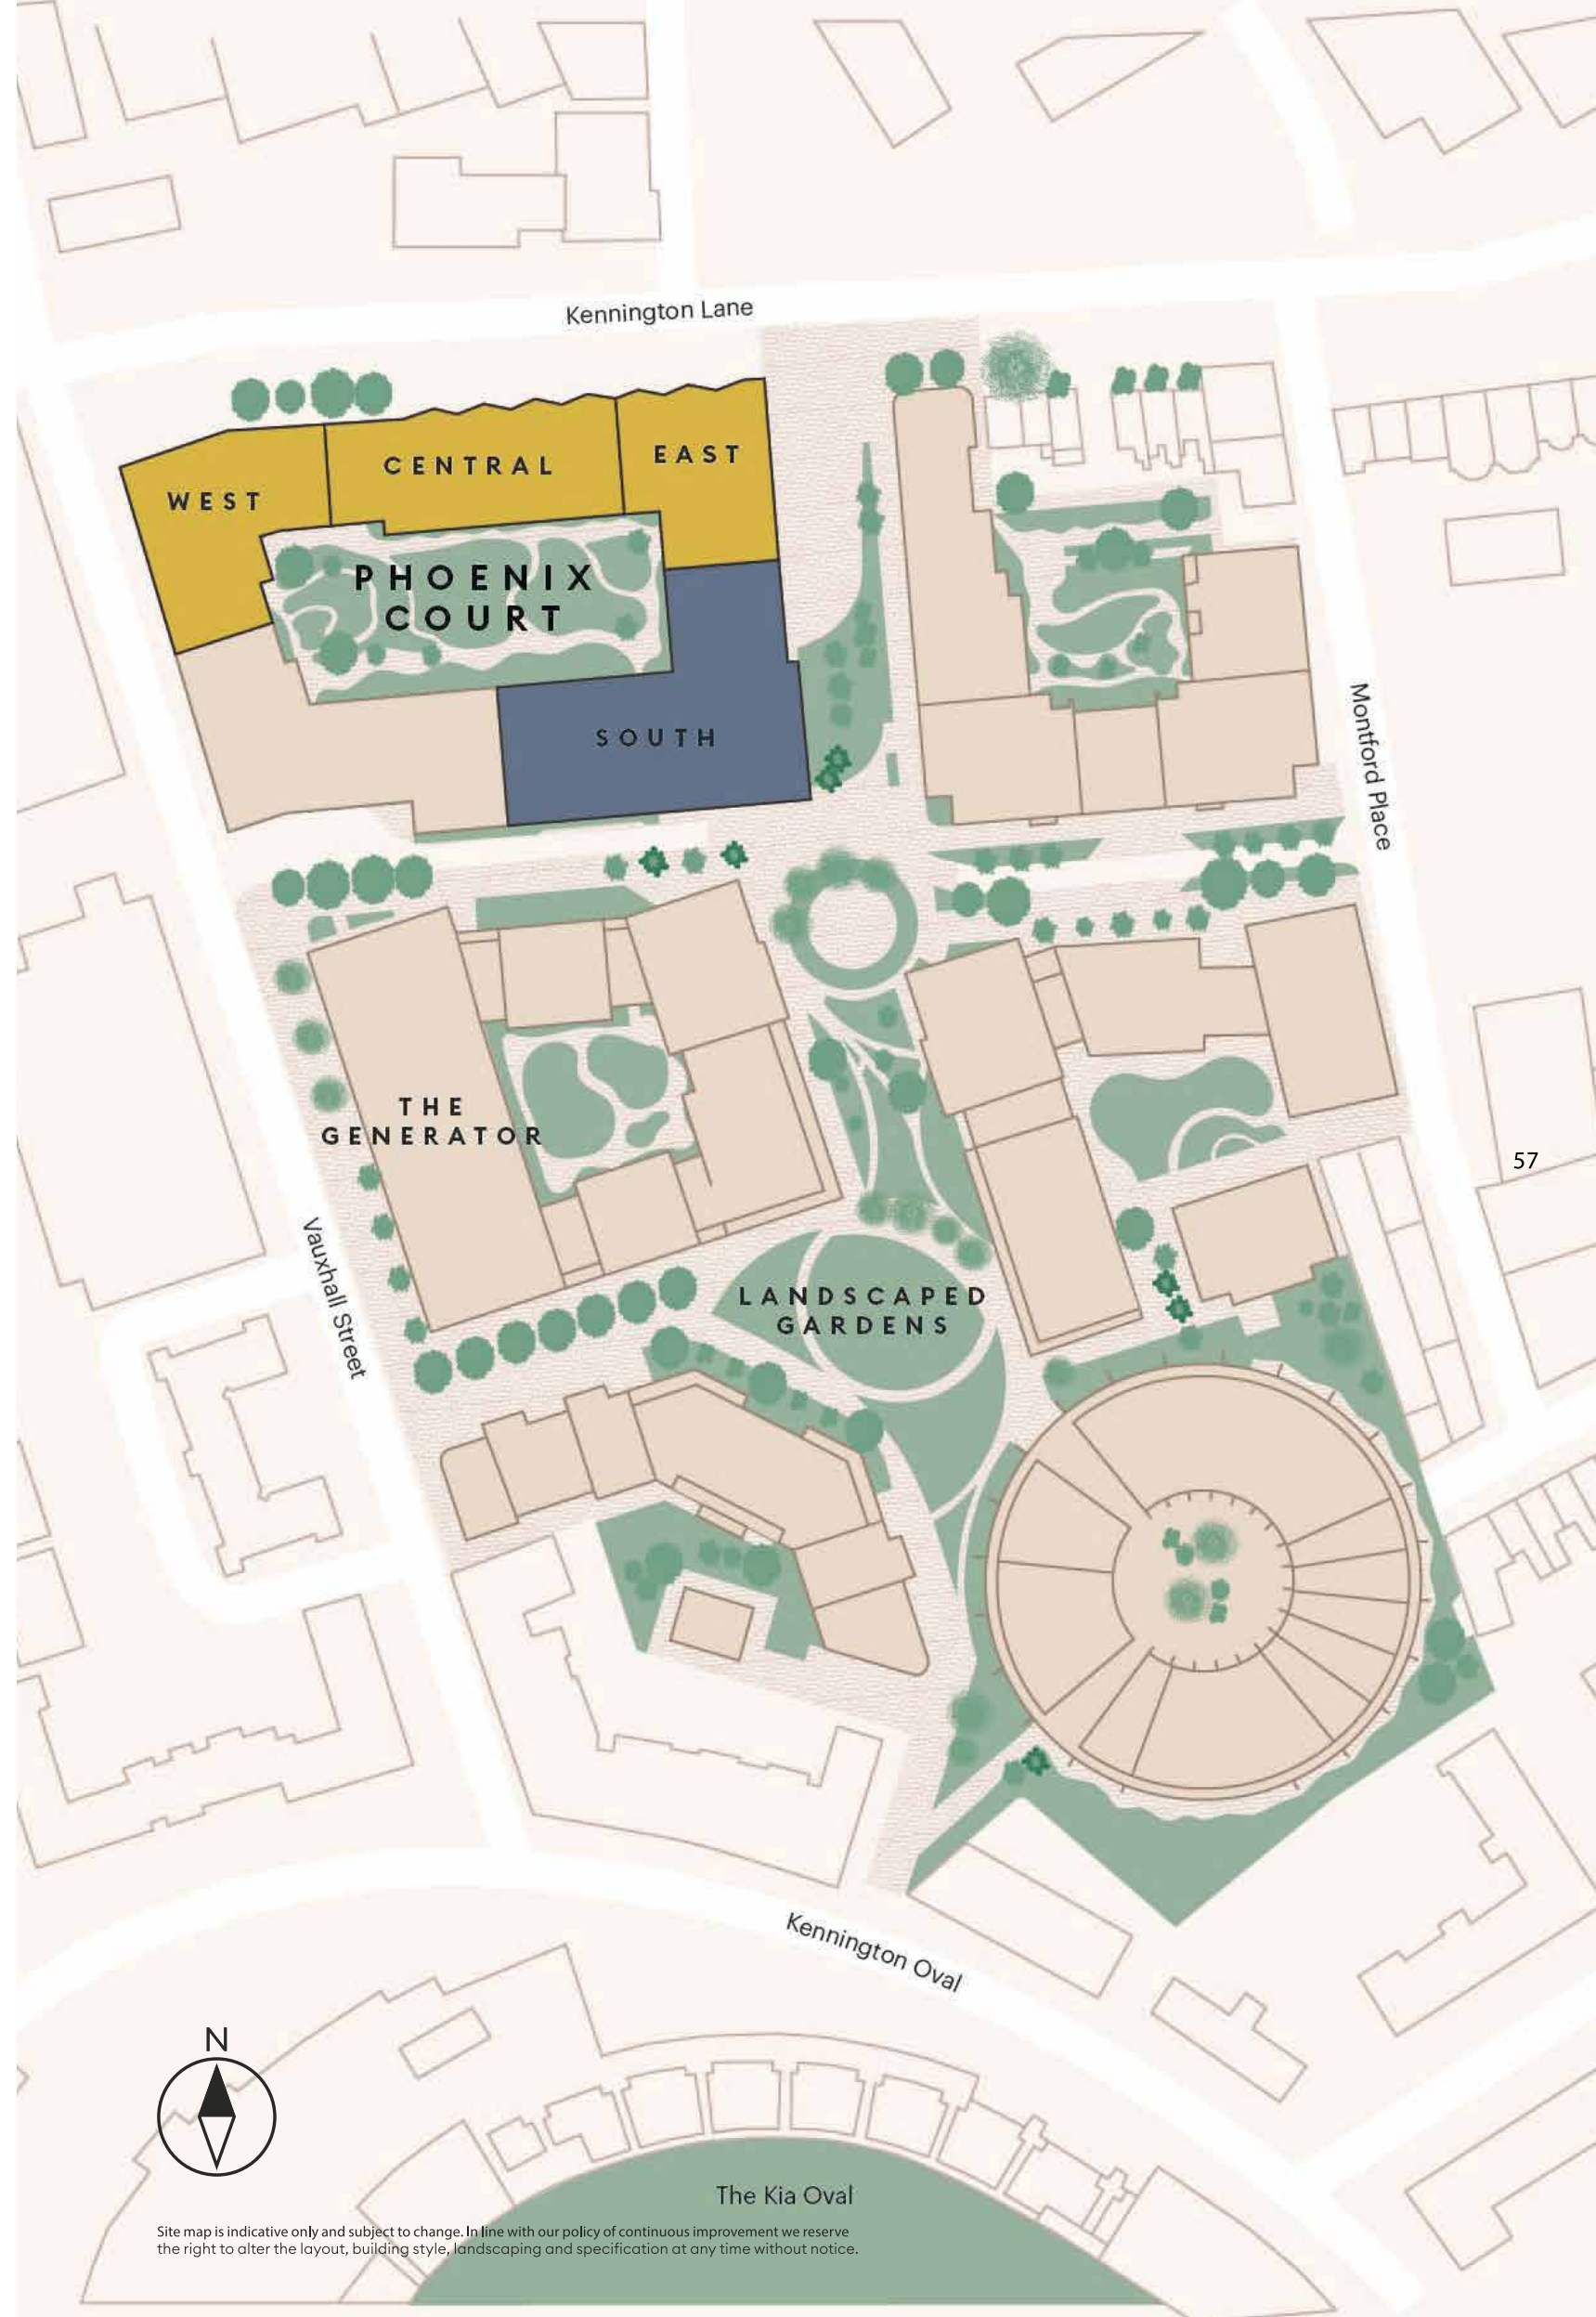 Kennington Lane
EAST
CENTRAL
WEST
PHOENIX
COURT
SOUTH
Montford Place
THE
GENERATOR
57
Vauxhall Street
LANDSCAPED
GARDENS
Kennington Oval
N
The Kia Oval
Site map is indicative only and subject to change. In line with our policy of continuous improvement we reserve
the right to alter the layout, building style, landscaping and specification at any time without notice.